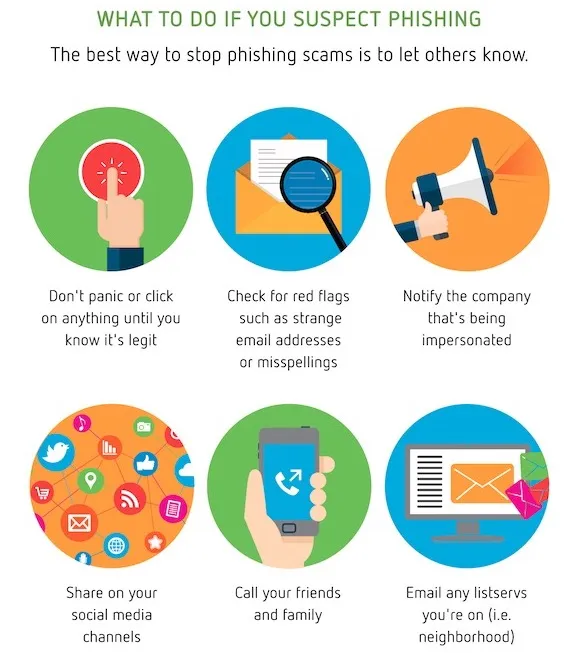 WHAT TO DO IF YOU SUSPECT PHISHING
The best way to stop phishing scams is to let others know.
Don't panic or click
on anything until you
know it's legit
Check for red flags
such as strange
email addresses
or misspellings
Notify the company
that's being
impersonated
Share on your
social media
channels
Call your friends
and family
Email any listservs
you're on (i.e.
neighborhood)